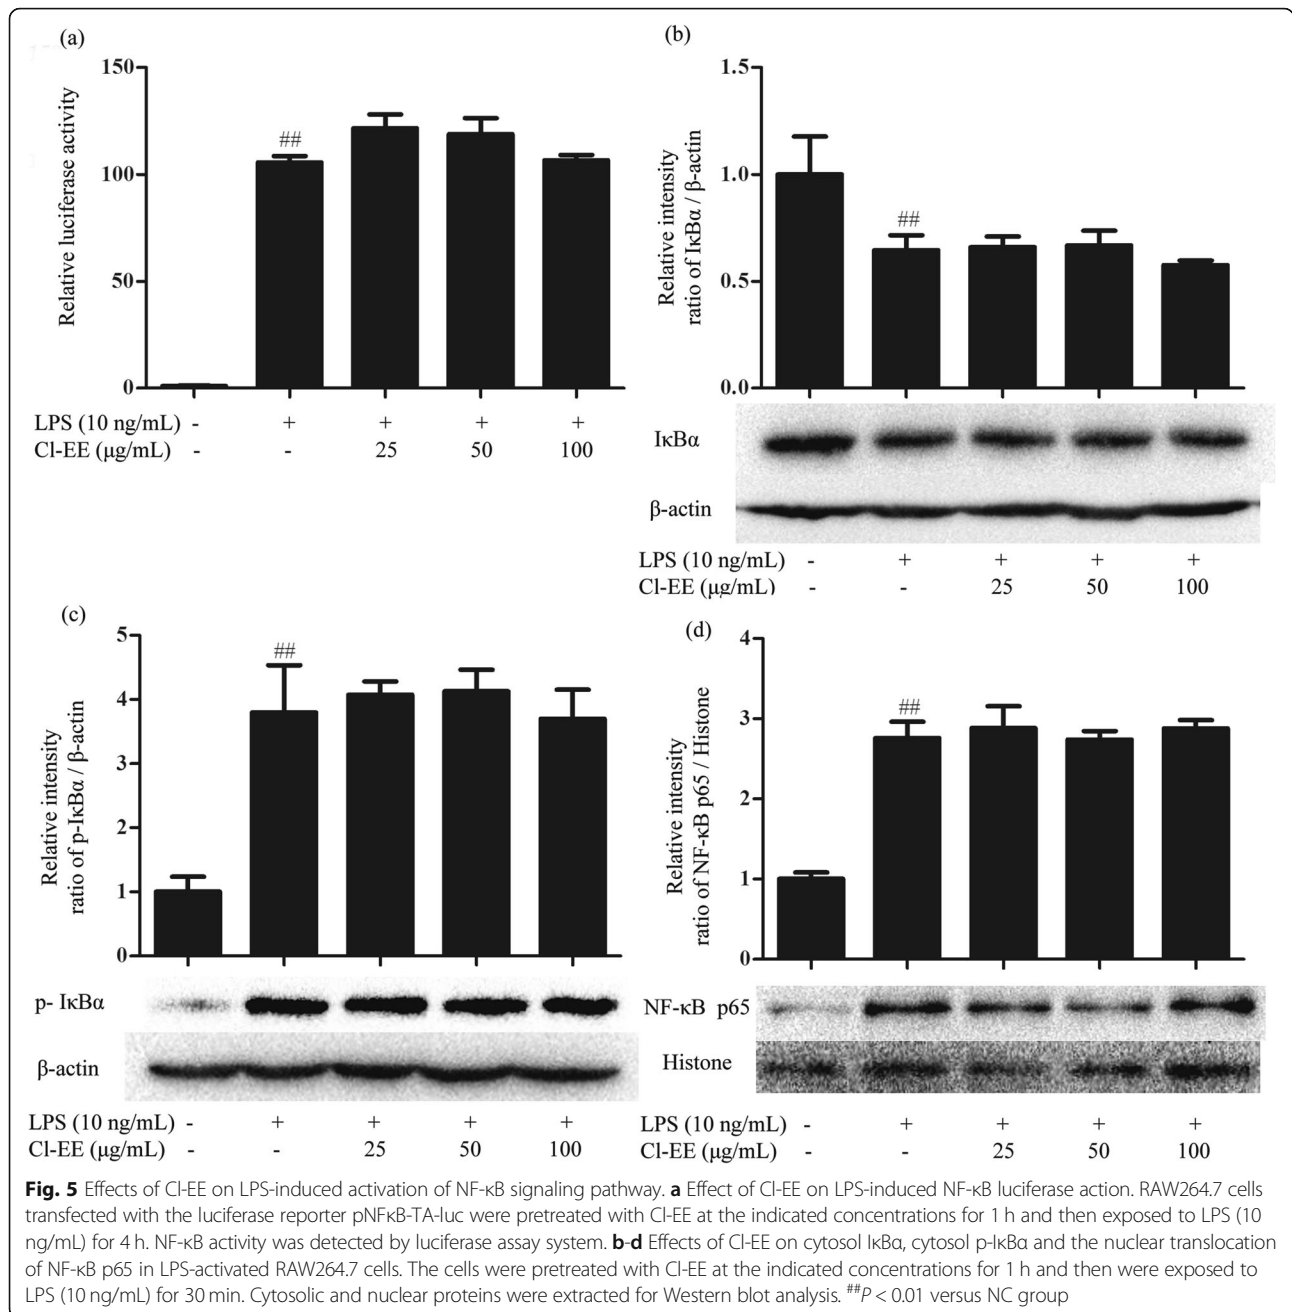 (a)
150
100
50
0
Relative luciferase activity
##
LPS (10 ng/mL) - + + + +
Cl-EE (μg/mL) - - 25 50 100
(b)
1.5
1.0
0.5
0.0
Relative intensity
ratio of IκBα / β-actin
##
IκBα
β-actin
LPS (10 ng/mL) - + + + +
Cl-EE (μg/mL) - - 25 50 100
(c)
5
4
3
2
1
0
Relative intensity
ratio of p-IκBα / β-actin
##
p- IκBα
β-actin
LPS (10 ng/mL) - + + + +
Cl-EE (μg/mL) - - 25 50 100
(d)
4
3
2
1
0
Relative intensity
ratio of NF-κB p65 / Histone
##
NF-κB p65
Histone
LPS (10 ng/mL) - + + + +
Cl-EE (μg/mL) - - 25 50 100
Fig. 5 Effects of Cl-EE on LPS-induced activation of NF-κB signaling pathway. a Effect of Cl-EE on LPS-induced NF-κB luciferase action. RAW264.7 cells
transfected with the luciferase reporter pNFκB-TA-luc were pretreated with Cl-EE at the indicated concentrations for 1 h and then exposed to LPS (10
ng/mL) for 4 h. NF-κB activity was detected by luciferase assay system. b-d Effects of Cl-EE on cytosol IκBα, cytosol p-IκBα and the nuclear translocation
of NF-κB p65 in LPS-activated RAW264.7 cells. The cells were pretreated with Cl-EE at the indicated concentrations for 1 h and then were exposed to
LPS (10 ng/mL) for 30 min. Cytosolic and nuclear proteins were extracted for Western blot analysis. ##P < 0.01 versus NC group